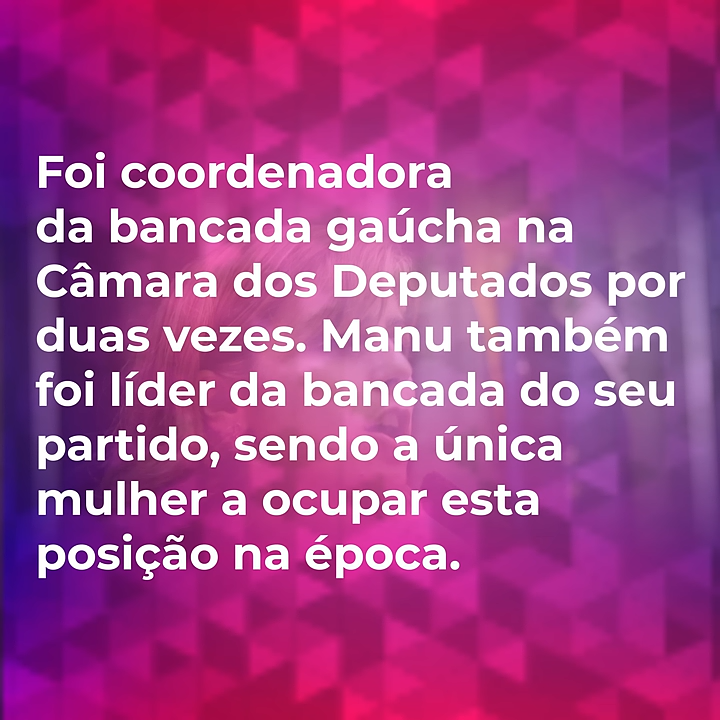 Foi coordenadora
da bancada gaúcha na
Câmara dos Deputados por
duas vezes. Manu também
foi líder da bancada do seu
partido, sendo a única
mulher a ocupar esta
posição na época.